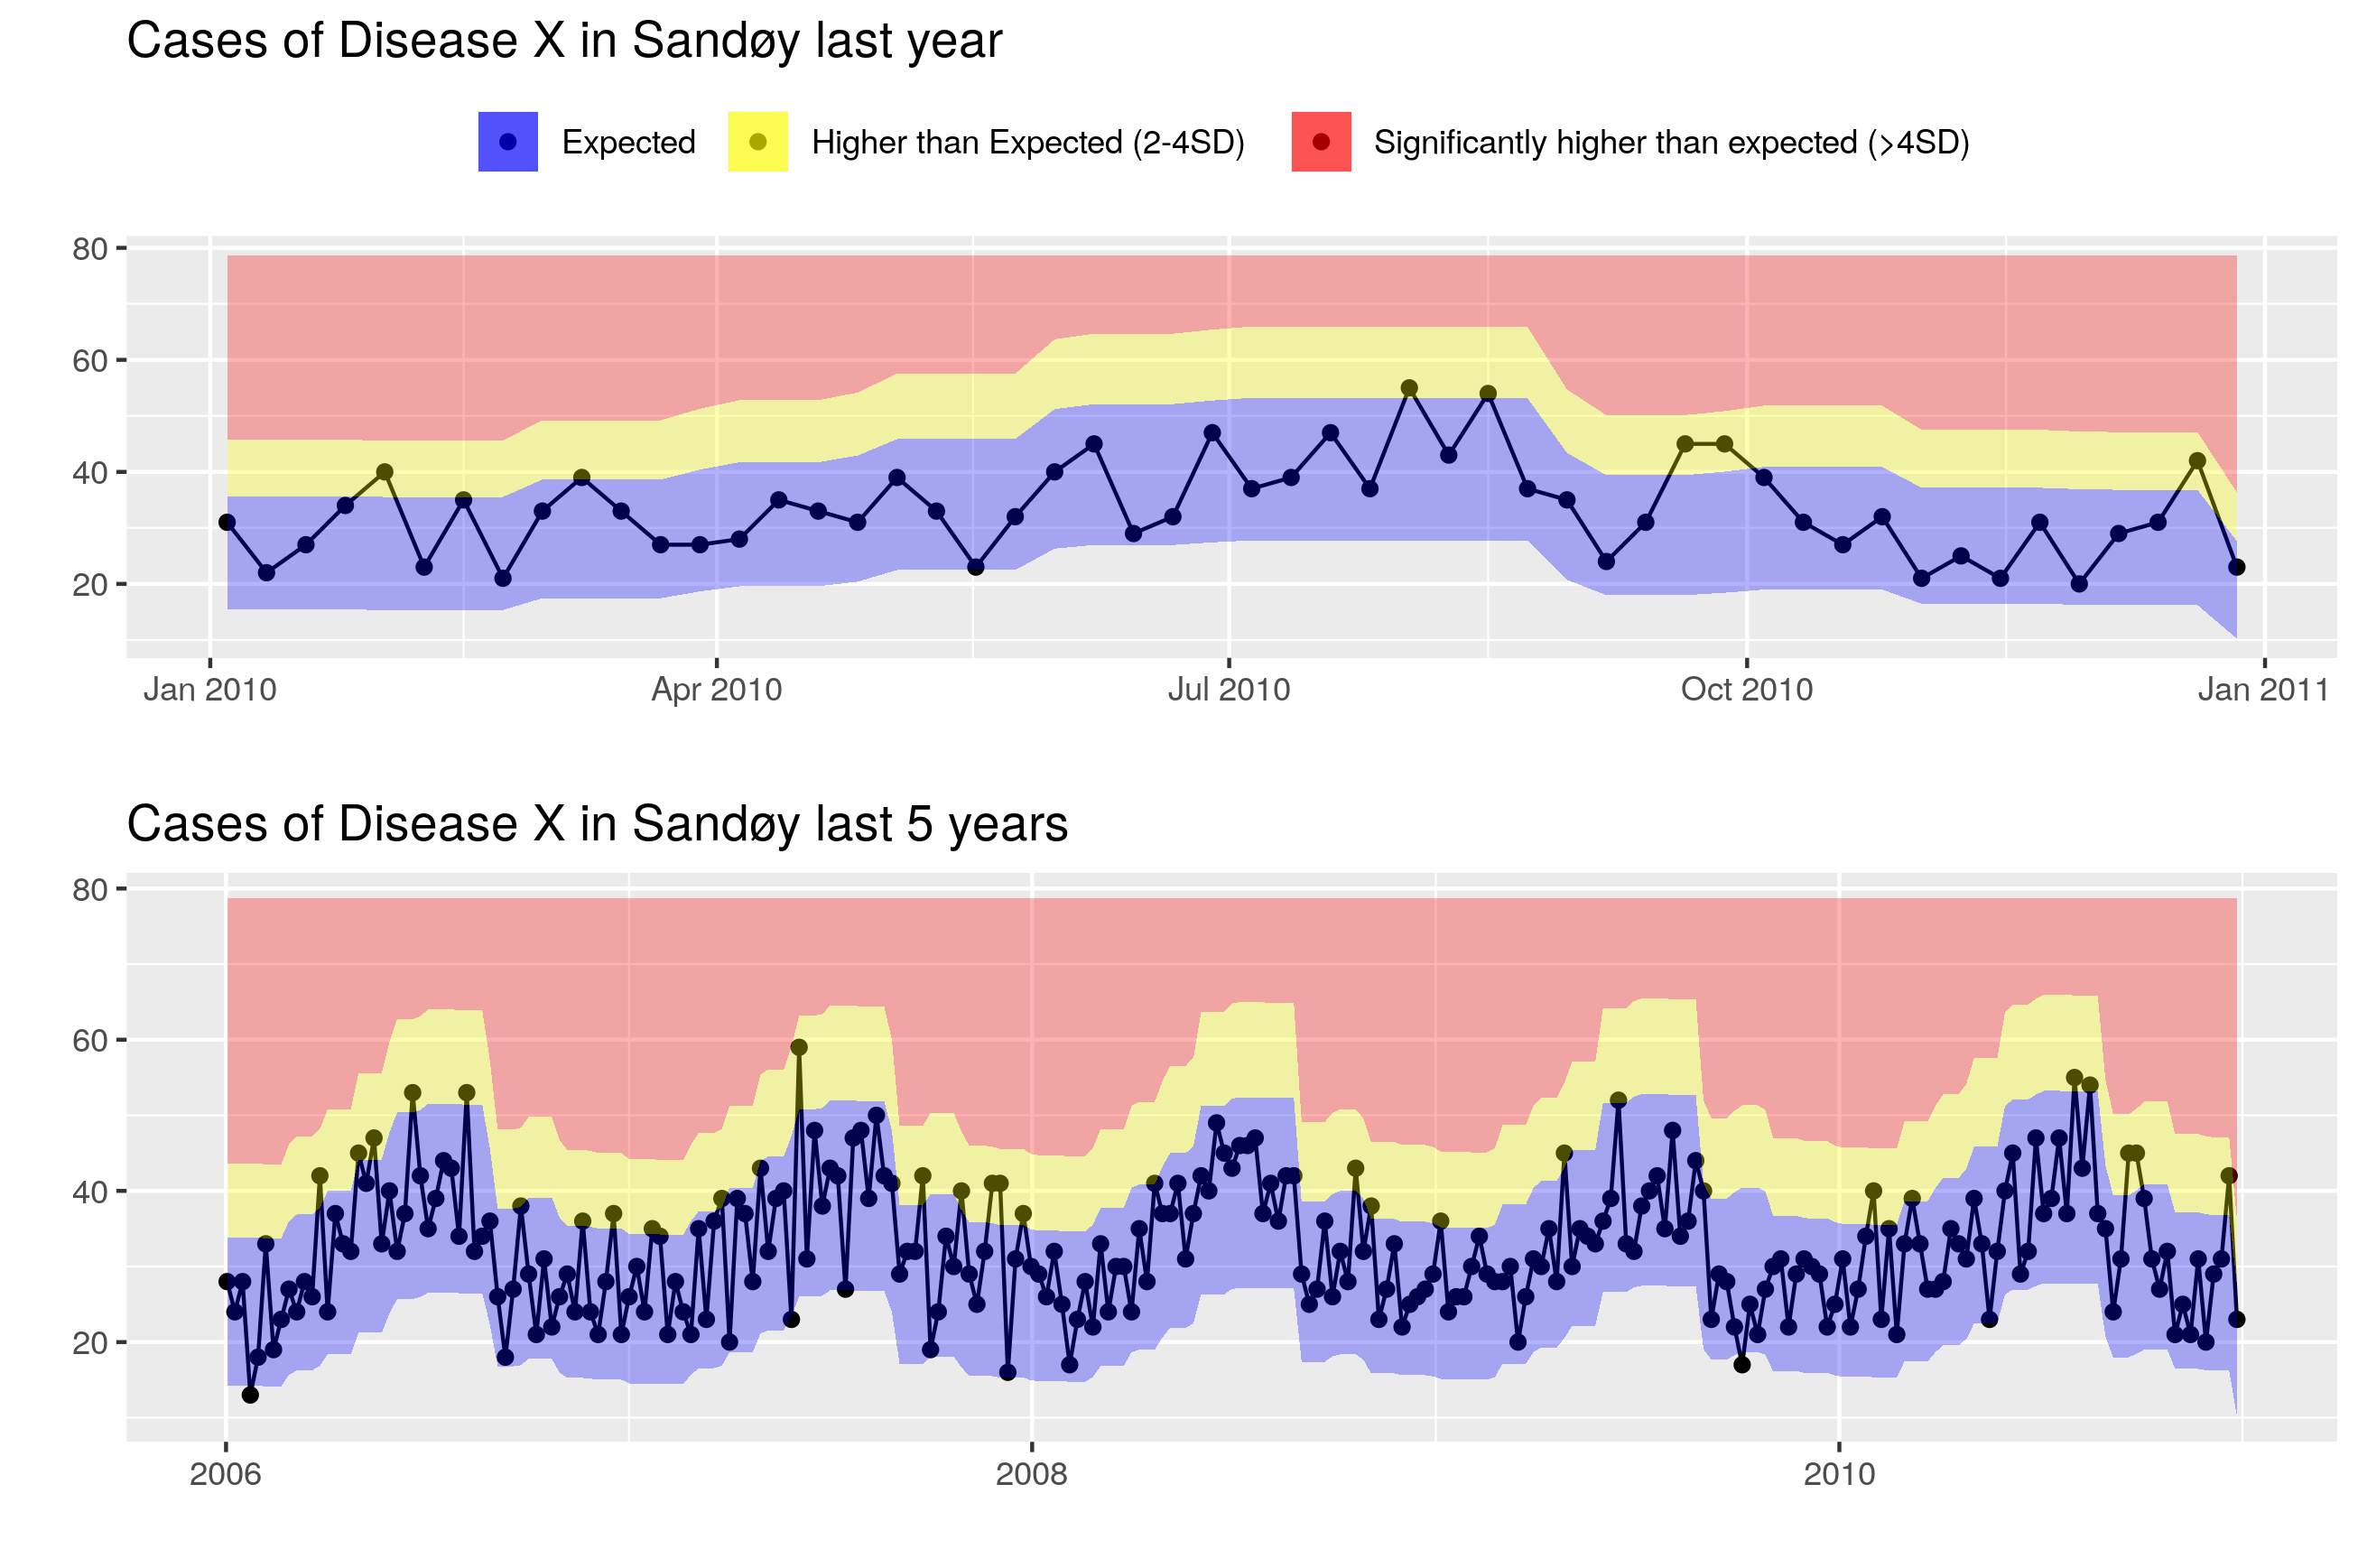 Cases of Disease X in Sandøy last year
Expected
Higher than Expected (2-4SD)
Significantly higher than expected (>4SD)
80
60
40
20
Jan 2010
Apr 2010
Jul 2010
Oct 2010
Jan 2011
Cases of Disease X in Sandøy last 5 years
80
60
40
20
2006
2008
2010